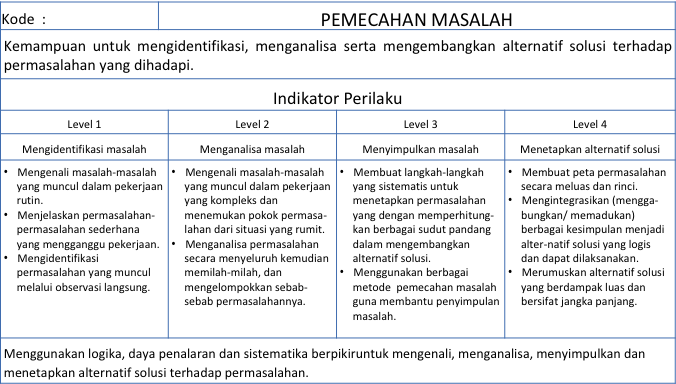 Kode :
PEMECAHAN MASALAH
Kemampuan untuk mengidentifikasi, menganalisa serta mengembangkan alternatif solusi terhadap
permasalahan yang dihadapi.
Indikator Perilaku
Level 1
Level 2
Level 3
Level 4
Mengidentifikasi masalah
Menganalisa masalah
Menyimpulkan masalah
Menetapkan alternatif solusi
• Mengenali masalah-masalah
yang muncul dalam pekerjaan
rutin.
• Menjelaskan permasalahan-
permasalahan sederhana
yang mengganggu pekerjaan.
• Mengidentifikasi
permasalahan yang muncul
melalui observasi langsung.
• Mengenali masalah-masalah
yang muncul dalam pekerjaan
yang kompleks dan
menemukan pokok permasa-
lahan dari situasi yang rumit.
• Menganalisa permasalahan
secara menyeluruh kemudian
memilah-milah, dan
mengelompokkan sebab-
sebab permasalahannya.
• Membuat langkah-langkah
yang sistematis untuk
menetapkan permasalahan
yang dengan memperhitung-
kan berbagai sudut pandang
dalam mengembangkan
alternatif solusi.
• Menggunakan berbagai
metode pemecahan masalah
guna membantu penyimpulan
masalah.
• Membuat peta permasalahan
secara meluas dan rinci.
• Mengintegrasikan (mengga-
bungkan/ memadukan)
berbagai kesimpulan menjadi
alter-natif solusi yang logis
dan dapat dilaksanakan.
• Merumuskan alternatif solusi
yang berdampak luas dan
bersifat jangka panjang.
Menggunakan logika, daya penalaran dan sistematika berpikiruntuk mengenali, menganalisa, menyimpulkan dan
menetapkan alternatif solusi terhadap permasalahan.